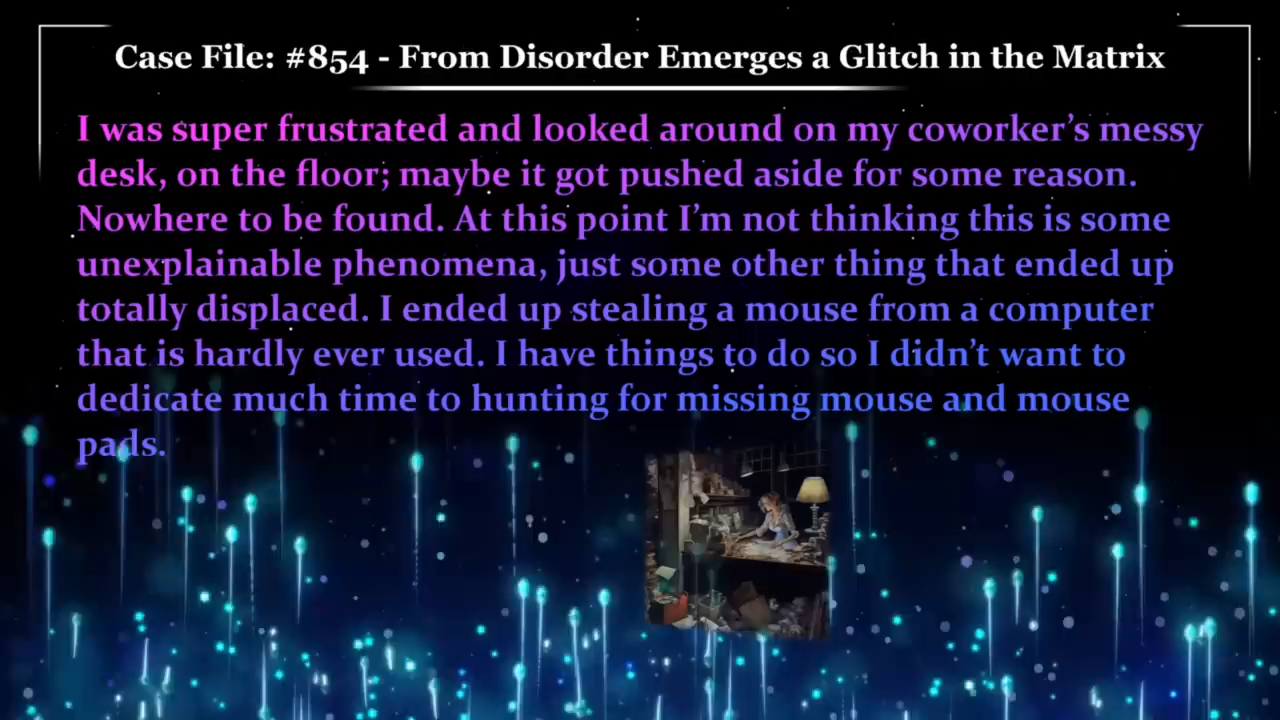 Case File: #854 - From Disorder Emerges a Glitch in the Matrix
I was super frustrated and looked around on my coworker’s messy
desk, on the floor; maybe it got pushed aside for some reason.
Nowhere to be found. At this point I’m not thinking this is some
unexplainable phenomena, just some other thing that ended up
totally displaced. I ended up stealing a mouse from a computer
that is hardly ever used. I have things to do so I didn’t want to
dedicate much time to hunting for missing mouse and mouse
pads.